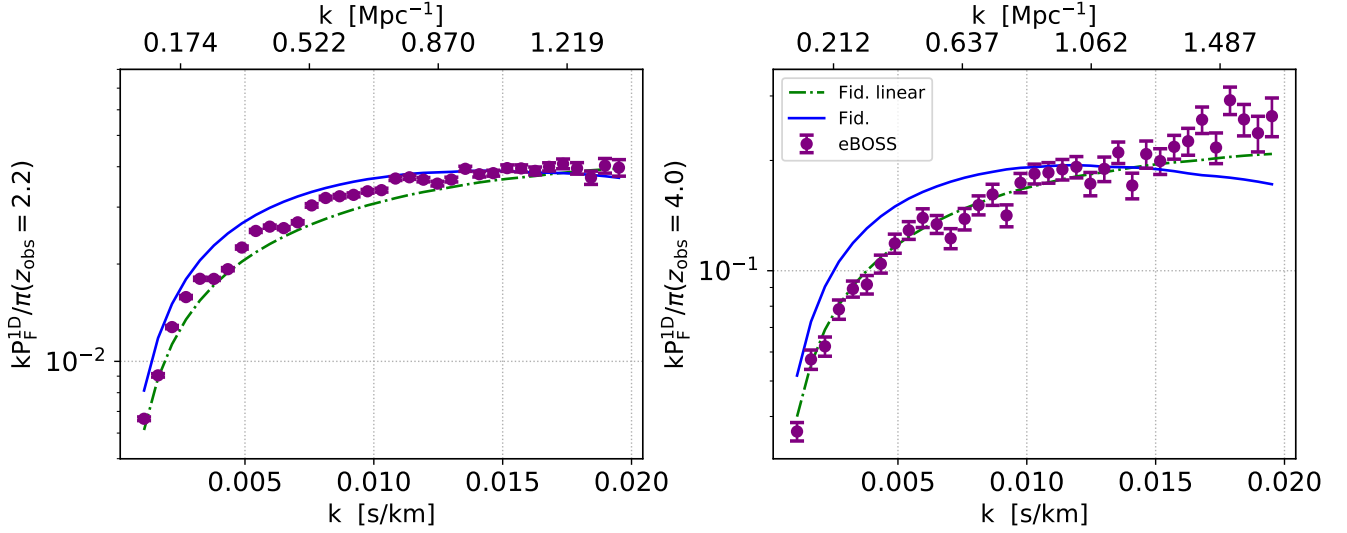 k [Mpc⁻¹]
0.174 0.522 0.870 1.219
kP_F^1D/π(z_obs = 2.2)
10⁻²
0.005 0.010 0.015 0.020
k [s/km]
k [Mpc⁻¹]
0.212 0.637 1.062 1.487
kP_F^1D/π(z_obs = 4.0)
Fid. linear
Fid.
eBOSS
10⁻¹
0.005 0.010 0.015 0.020
k [s/km]